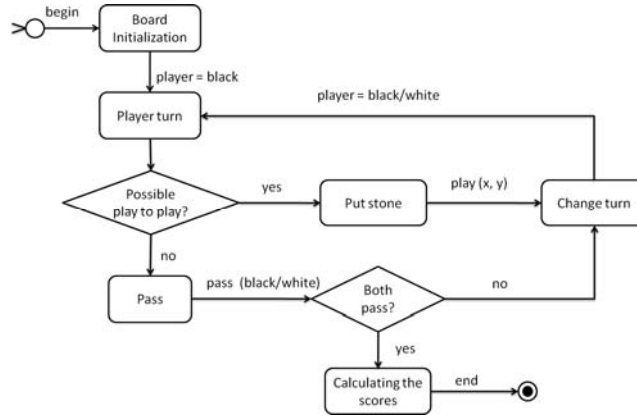 begin
Board
Initialization
player = black
player = black/white
Player turn
Possible
play to play?
yes
Put stone
play (x, y)
Change turn
no
Pass
pass (black/white)
Both
pass?
no
yes
Calculating the
scores
end